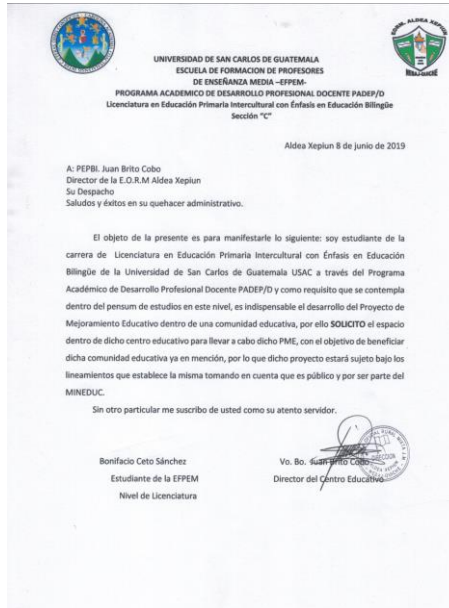 EORM. ALDEA XEPIUN
NEBAJ-QUICHÉ
UNIVERSIDAD DE SAN CARLOS DE GUATEMALA
ESCUELA DE FORMACION DE PROFESORES
DE ENSEÑANZA MEDIA –EFPEM-
PROGRAMA ACADEMICO DE DESARROLLO PROFESIONAL DOCENTE PADEP/D
Licenciatura en Educación Primaria Intercultural con Énfasis en Educación Bilingüe
Sección "C"
Aldea Xepiun 8 de junio de 2019
A: PEPBI. Juan Brito Cobo
Director de la E.O.R.M Aldea Xepiun
Su Despacho
Saludos y éxitos en su quehacer administrativo.
El objeto de la presente es para manifestarle lo siguiente: soy estudiante de la
carrera de Licenciatura en Educación Primaria Intercultural con Énfasis en Educación
Bilingüe de la Universidad de San Carlos de Guatemala USAC a través del Programa
Académico de Desarrollo Profesional Docente PADEP/D y como requisito que se contempla
dentro del pensum de estudios en este nivel, es indispensable el desarrollo del Proyecto de
Mejoramiento Educativo dentro de una comunidad educativa, por ello SOLICITO el espacio
dentro de dicho centro educativo para llevar a cabo dicho PME, con el objetivo de beneficiar
dicha comunidad educativa ya en mención, por lo que dicho proyecto estará sujeto bajo los
lineamientos que establece la misma tomando en cuenta que es público y por ser parte del
MINEDUC.
Sin otro particular me suscribo de usted como su atento servidor.
Bonifacio Ceto Sánchez
Estudiante de la EFPEM
Nivel de Licenciatura
Vo. Bo. Juan Brito Cobo
Director del Centro Educativo
DIRECCION